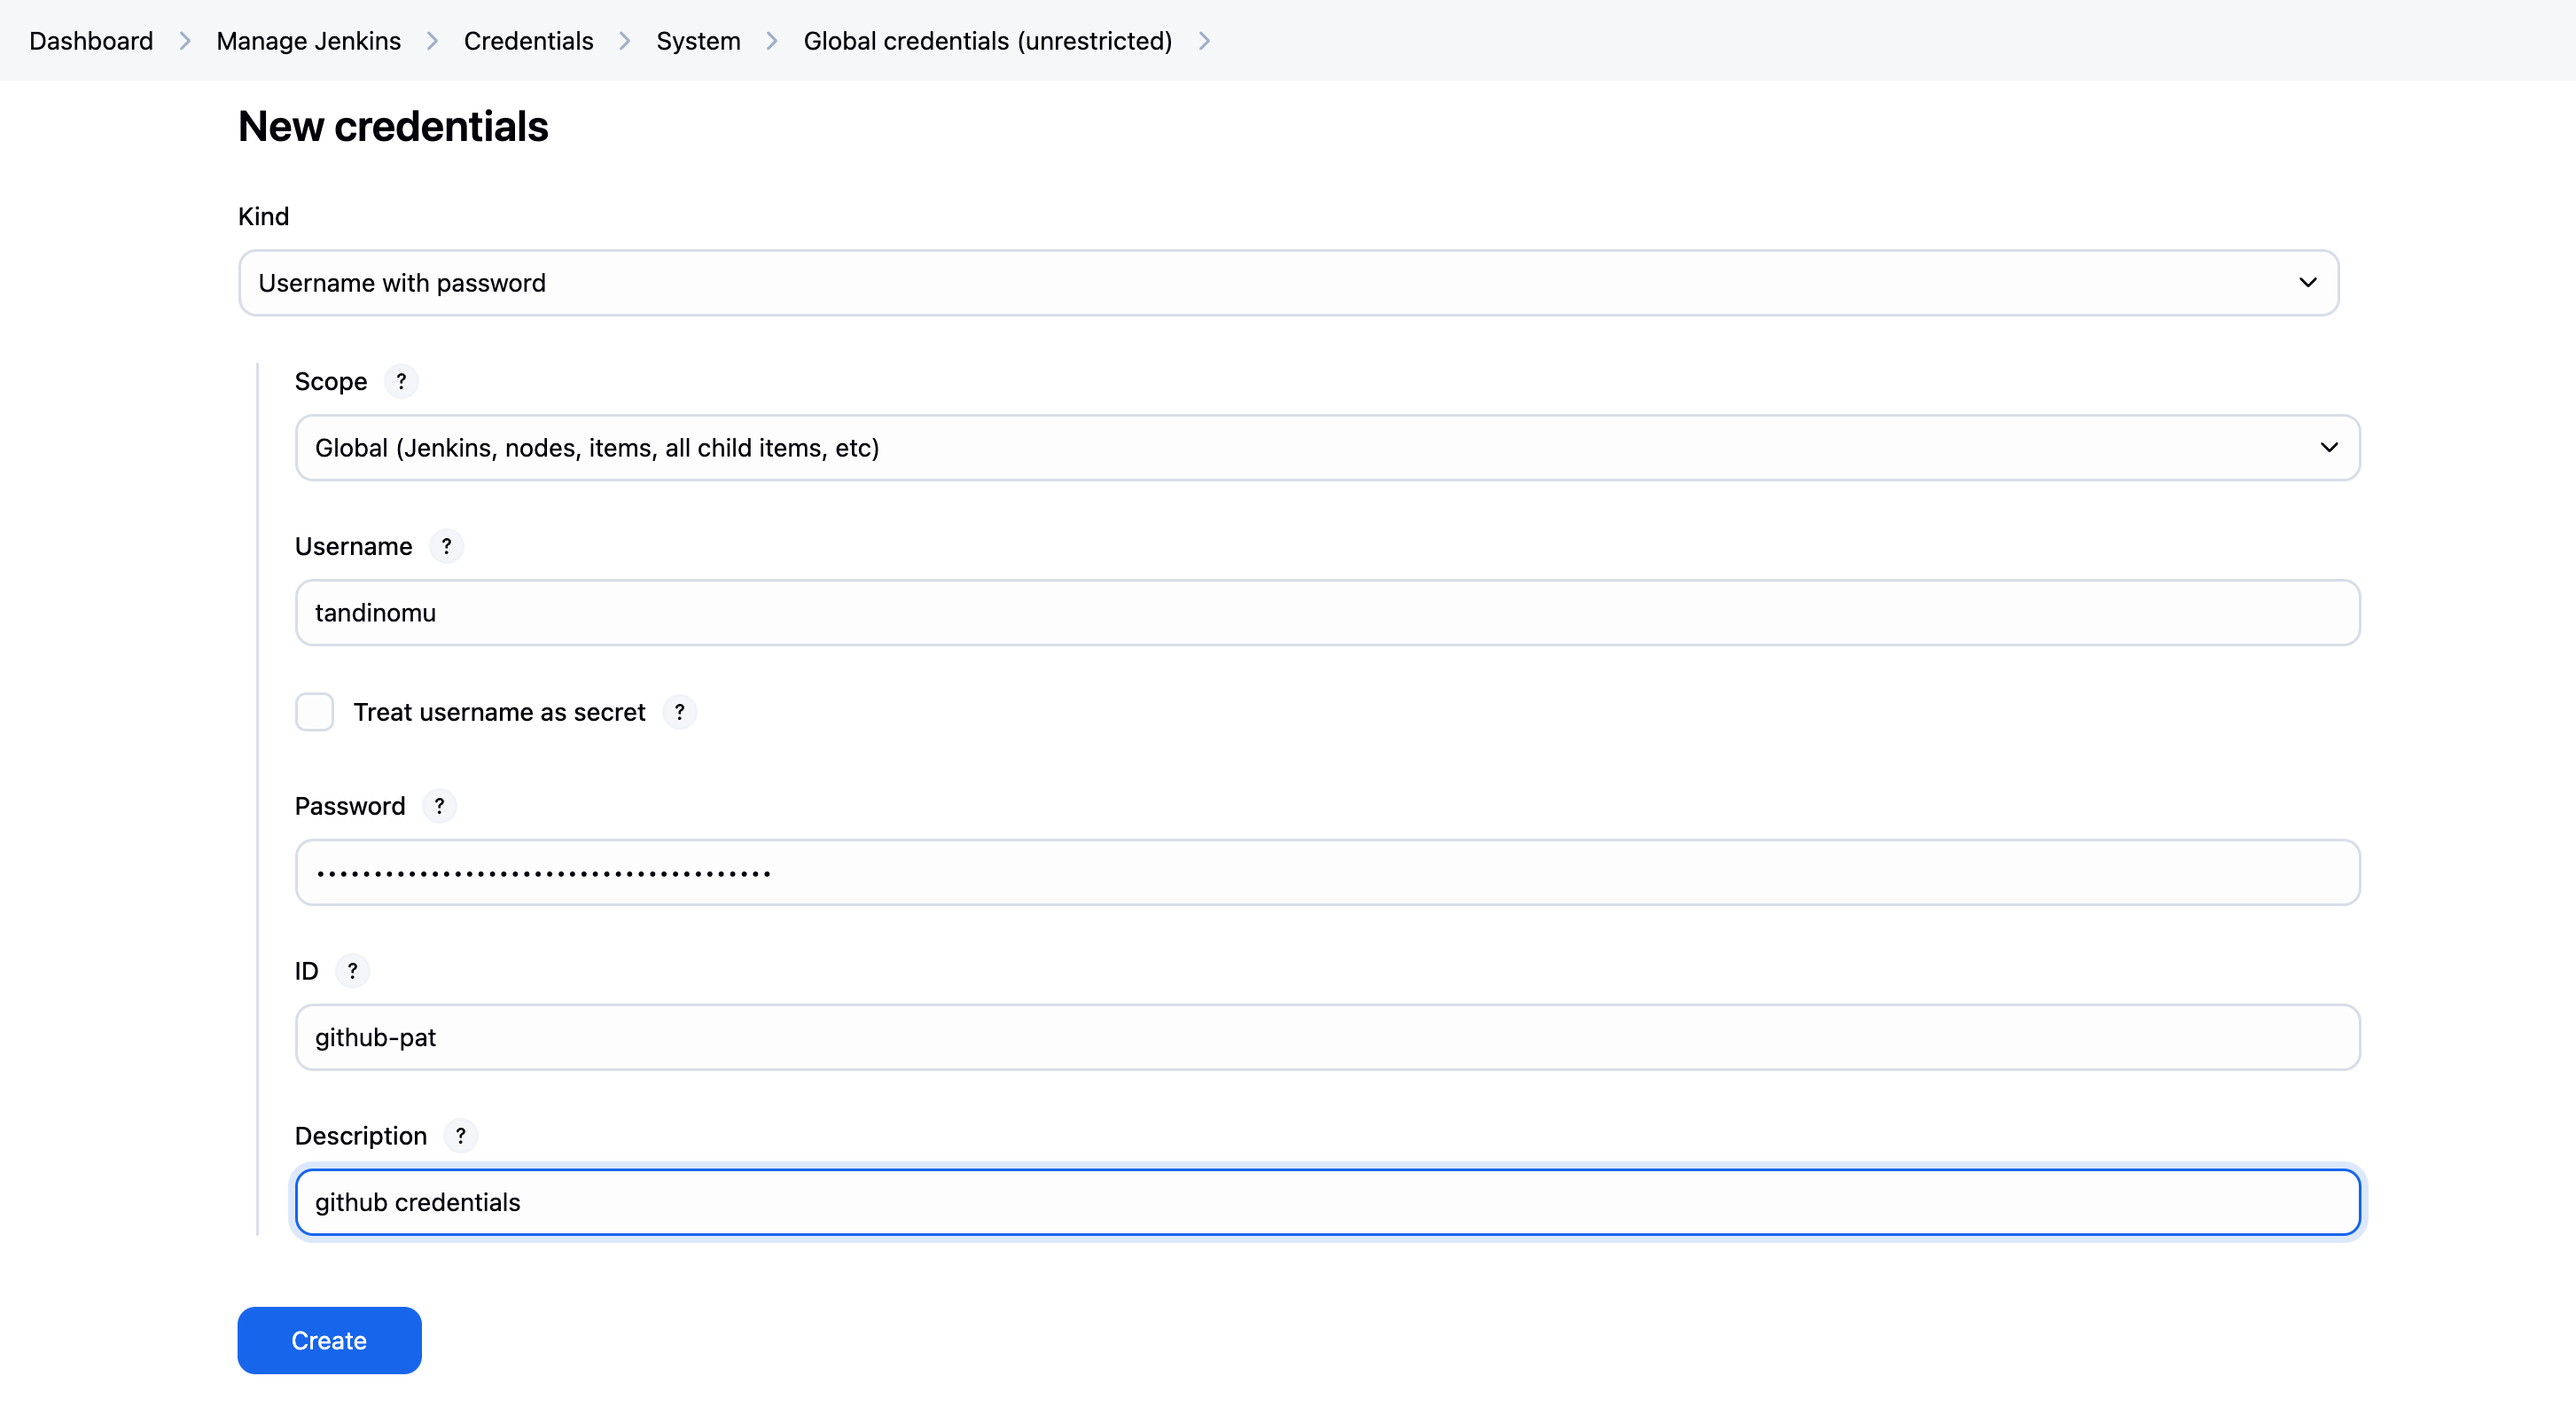 Dashboard > Manage Jenkins > Credentials > System > Global credentials (unrestricted) >
New credentials
Kind
Username with password
Scope ?
Global (Jenkins, nodes, items, all child items, etc)
Username ?
tandinomu
Treat username as secret ?
Password ?
••••••••••••••••••••••••••••••••••••••••
ID ?
github-pat
Description ?
github credentials
Create